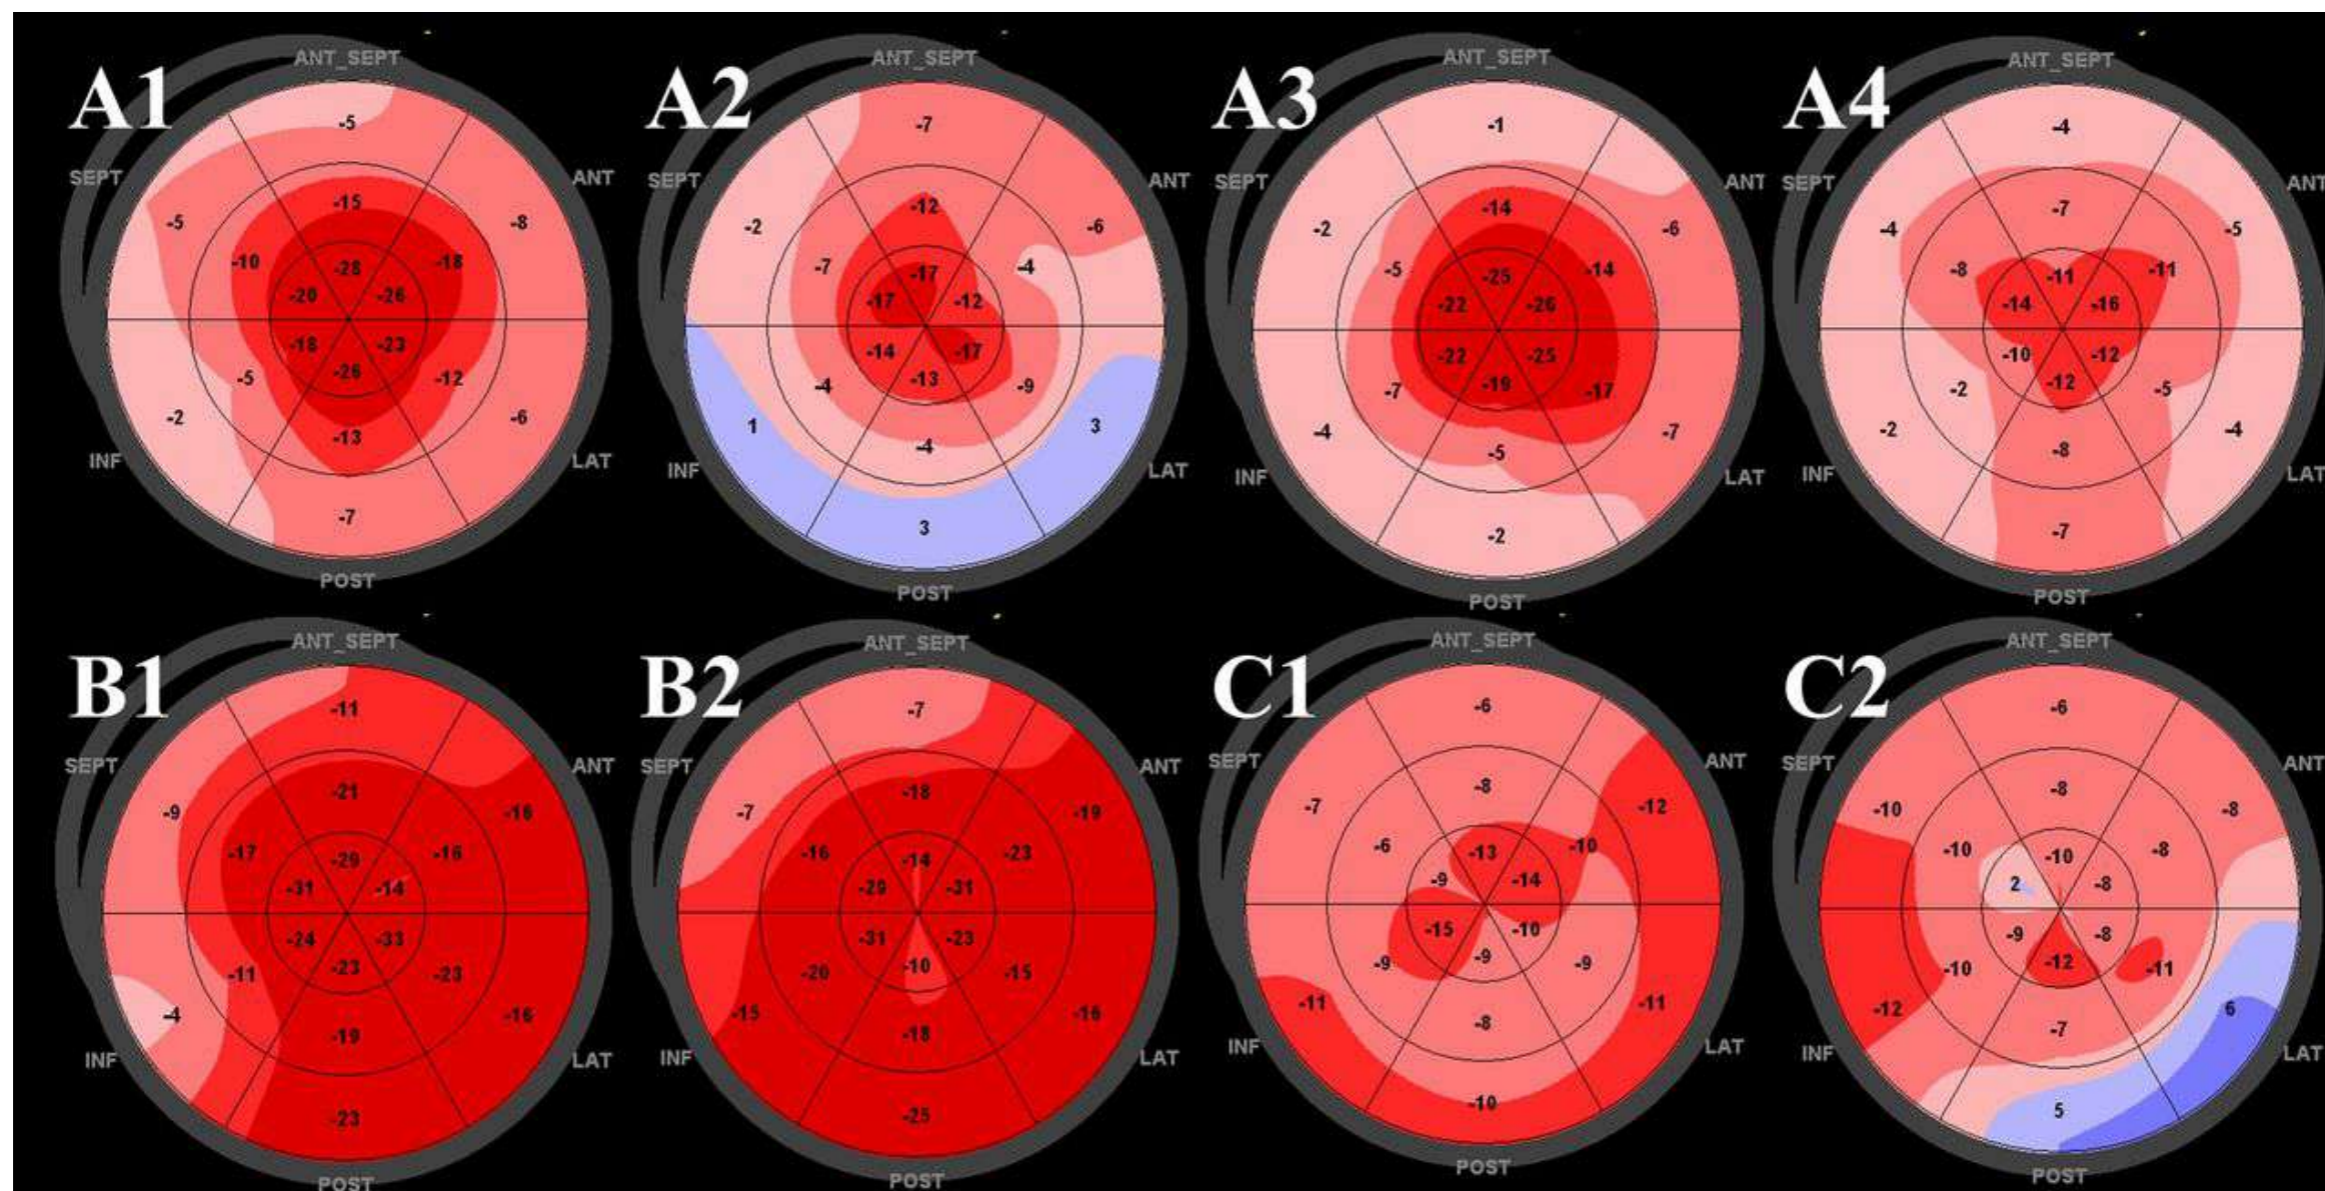 A1
ANT_SEPT
-5
SEPT
ANT
-5
-15
-8
-10
-28
-18
-20
-26
-18
-23
-26
-5
-12
-2
-13
-6
INF
LAT
-7
POST
A2
ANT_SEPT
-7
SEPT
ANT
-2
-12
-6
-7
-17
-4
-17
-12
-14
-17
-13
-4
-9
1
-4
3
INF
LAT
3
POST
A3
ANT_SEPT
-1
SEPT
ANT
-2
-14
-6
-5
-25
-14
-22
-26
-22
-25
-19
-7
-17
-4
-5
-7
INF
LAT
-2
POST
A4
ANT_SEPT
-4
SEPT
ANT
-4
-7
-5
-8
-11
-11
-14
-16
-10
-12
-12
-2
-5
-2
-8
-4
INF
LAT
-7
POST
B1
ANT_SEPT
-11
SEPT
ANT
-9
-21
-16
-17
-29
-16
-31
-14
-24
-33
-23
-11
-23
-4
-19
-16
INF
LAT
-23
POST
B2
ANT_SEPT
-7
SEPT
ANT
-7
-18
-19
-16
-14
-23
-29
-31
-31
-23
-10
-20
-15
-15
-18
-16
INF
LAT
-25
POST
C1
ANT_SEPT
-6
SEPT
ANT
-7
-8
-12
-6
-13
-10
-9
-14
-15
-10
-9
-9
-9
-11
-8
-11
INF
LAT
-10
POST
C2
ANT_SEPT
-6
SEPT
ANT
-10
-8
-8
-10
-10
-8
2
-8
-9
-8
-12
-10
-11
-12
-7
6
INF
LAT
5
POST